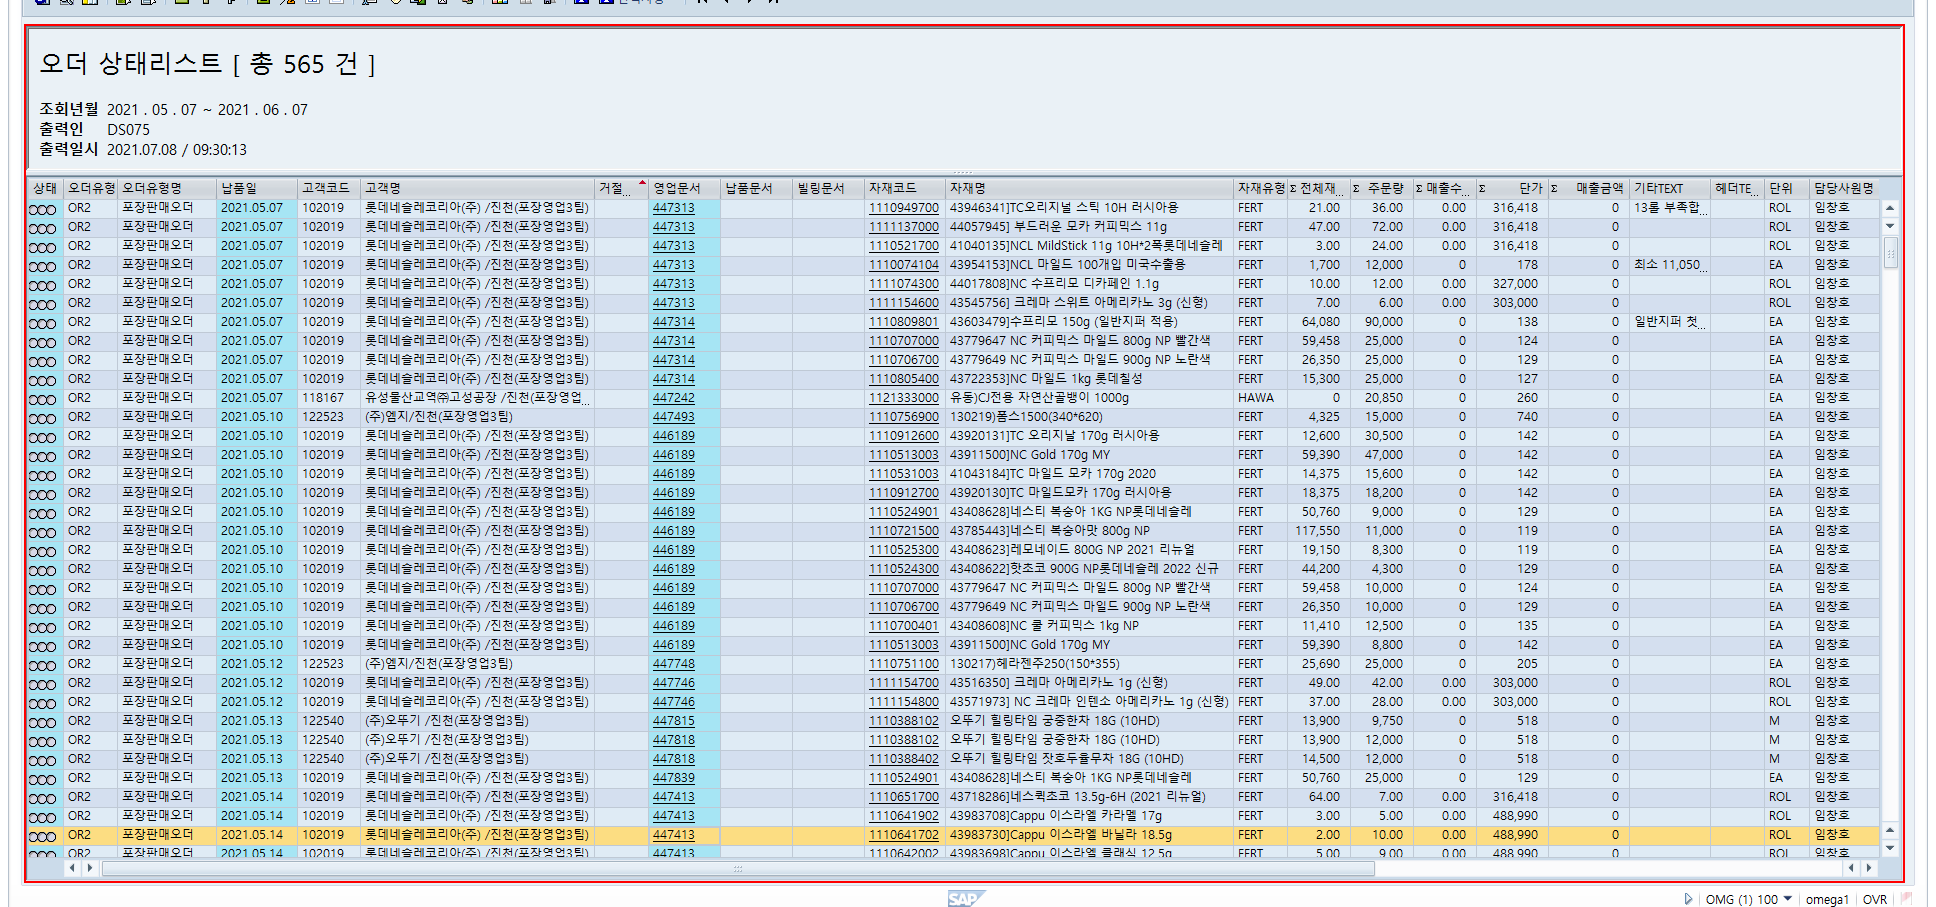 오더 상태리스트 [ 총 565 건 ]
조회년월 2021 . 05 . 07 ~ 2021 . 06 . 07
출력인 DS075
출력일시 2021.07.08 / 09:30:13
상태 오더유형 오더유형명 납품일 고객코드 고객명 거절... 영업문서 납품문서 빌링문서 자재코드 자재명 자재유형 Σ 전체재... Σ 주문량 Σ 매출수... Σ 단가 Σ 매출금액 기타TEXT 헤더TE... 단위 담당사원명
OR2 포장판매오더 2021.05.07 102019 롯데네슬레코리아(주) /진천(포장영업3팀) 447313 1110949700 43946341]TC오리지널 스틱 10H 러시아용 FERT 21.00 36.00 0.00 316,418 0 13롤 부족합... ROL 임창호
OR2 포장판매오더 2021.05.07 102019 롯데네슬레코리아(주) /진천(포장영업3팀) 447313 1111137000 44057945] 부드러운 모카 커피믹스 11g FERT 47.00 72.00 0.00 316,418 0 ROL 임창호
OR2 포장판매오더 2021.05.07 102019 롯데네슬레코리아(주) /진천(포장영업3팀) 447313 1110521700 41040135]NCL MildStick 11g 10H*2폭롯데네슬레 FERT 3.00 24.00 0.00 316,418 0 ROL 임창호
OR2 포장판매오더 2021.05.07 102019 롯데네슬레코리아(주) /진천(포장영업3팀) 447313 1110074104 43954153]NCL 마일드 100개입 미국수출용 FERT 1,700 12,000 0 178 0 최소 11,050... EA 임창호
OR2 포장판매오더 2021.05.07 102019 롯데네슬레코리아(주) /진천(포장영업3팀) 447313 1111074300 44017808]NC 수프리모 디카페인 1.1g FERT 10.00 12.00 0.00 327,000 0 ROL 임창호
OR2 포장판매오더 2021.05.07 102019 롯데네슬레코리아(주) /진천(포장영업3팀) 447313 1111154600 43545756] 크레마 스위트 아메리카노 3g (신형) FERT 7.00 6.00 0.00 303,000 0 ROL 임창호
OR2 포장판매오더 2021.05.07 102019 롯데네슬레코리아(주) /진천(포장영업3팀) 447314 1110809801 43603479]수프리모 150g (일반지퍼 적용) FERT 64,080 90,000 0 138 0 일반지퍼 첫... EA 임창호
OR2 포장판매오더 2021.05.07 102019 롯데네슬레코리아(주) /진천(포장영업3팀) 447314 1110707000 43779647 NC 커피믹스 마일드 800g NP 빨간색 FERT 59,458 25,000 0 124 0 EA 임창호
OR2 포장판매오더 2021.05.07 102019 롯데네슬레코리아(주) /진천(포장영업3팀) 447314 1110706700 43779649 NC 커피믹스 마일드 900g NP 노란색 FERT 26,350 25,000 0 129 0 EA 임창호
OR2 포장판매오더 2021.05.07 102019 롯데네슬레코리아(주) /진천(포장영업3팀) 447314 1110805400 43722353]NC 마일드 1kg 롯데칠성 FERT 15,300 25,000 0 127 0 EA 임창호
OR2 포장판매오더 2021.05.07 118167 유성물산교역㈜고성공장 /진천(포장영업... 447242 1121333000 유동)CJ전용 자연산골뱅이 1000g HAWA 0 20,850 0 260 0 EA 임창호
OR2 포장판매오더 2021.05.10 122523 (주)엠지/진천(포장영업3팀) 447493 1110756900 130219)폼스1500(340*620) FERT 4,325 15,000 0 740 0 EA 임창호
OR2 포장판매오더 2021.05.10 102019 롯데네슬레코리아(주) /진천(포장영업3팀) 446189 1110912600 43920131]TC 오리지날 170g 러시아용 FERT 12,600 30,500 0 142 0 EA 임창호
OR2 포장판매오더 2021.05.10 102019 롯데네슬레코리아(주) /진천(포장영업3팀) 446189 1110513003 43911500]NC Gold 170g MY FERT 59,390 47,000 0 142 0 EA 임창호
OR2 포장판매오더 2021.05.10 102019 롯데네슬레코리아(주) /진천(포장영업3팀) 446189 1110531003 41043184]TC 마일드 모카 170g 2020 FERT 14,375 15,600 0 142 0 EA 임창호
OR2 포장판매오더 2021.05.10 102019 롯데네슬레코리아(주) /진천(포장영업3팀) 446189 1110912700 43920130]TC 마일드모카 170g 러시아용 FERT 18,375 18,200 0 142 0 EA 임창호
OR2 포장판매오더 2021.05.10 102019 롯데네슬레코리아(주) /진천(포장영업3팀) 446189 1110524901 43408628]네스티 복숭아 1KG NP롯데네슬레 FERT 50,760 9,000 0 129 0 EA 임창호
OR2 포장판매오더 2021.05.10 102019 롯데네슬레코리아(주) /진천(포장영업3팀) 446189 1110721500 43785443]네스티 복숭아맛 800g NP FERT 117,550 11,000 0 119 0 EA 임창호
OR2 포장판매오더 2021.05.10 102019 롯데네슬레코리아(주) /진천(포장영업3팀) 446189 1110525300 43408623]레모네이드 800G NP 2021 리뉴얼 FERT 19,150 8,300 0 119 0 EA 임창호
OR2 포장판매오더 2021.05.10 102019 롯데네슬레코리아(주) /진천(포장영업3팀) 446189 1110524300 43408622]핫초코 900G NP롯데네슬레 2022 신규 FERT 44,200 4,300 0 129 0 EA 임창호
OR2 포장판매오더 2021.05.10 102019 롯데네슬레코리아(주) /진천(포장영업3팀) 446189 1110707000 43779647 NC 커피믹스 마일드 800g NP 빨간색 FERT 59,458 10,000 0 124 0 EA 임창호
OR2 포장판매오더 2021.05.10 102019 롯데네슬레코리아(주) /진천(포장영업3팀) 446189 1110706700 43779649 NC 커피믹스 마일드 900g NP 노란색 FERT 26,350 10,000 0 129 0 EA 임창호
OR2 포장판매오더 2021.05.10 102019 롯데네슬레코리아(주) /진천(포장영업3팀) 446189 1110700401 43408608]NC 쿨 커피믹스 1kg NP FERT 11,410 12,500 0 135 0 EA 임창호
OR2 포장판매오더 2021.05.10 102019 롯데네슬레코리아(주) /진천(포장영업3팀) 446189 1110513003 43911500]NC Gold 170g MY FERT 59,390 8,800 0 142 0 EA 임창호
OR2 포장판매오더 2021.05.12 122523 (주)엠지/진천(포장영업3팀) 447748 1110751100 130217)헤라젠주250(150*355) FERT 25,690 25,000 0 205 0 EA 임창호
OR2 포장판매오더 2021.05.12 102019 롯데네슬레코리아(주) /진천(포장영업3팀) 447746 1111154700 43516350] 크레마 아메리카노 1g (신형) FERT 49.00 42.00 0.00 303,000 0 ROL 임창호
OR2 포장판매오더 2021.05.12 102019 롯데네슬레코리아(주) /진천(포장영업3팀) 447746 1111154800 43571973] NC 크레마 인텐소 아메리카노 1g (신형) FERT 37.00 28.00 0.00 303,000 0 ROL 임창호
OR2 포장판매오더 2021.05.13 122540 (주)오뚜기 /진천(포장영업3팀) 447815 1110388102 오뚜기 힐링타임 궁중한차 18G (10HD) FERT 13,900 9,750 0 518 0 M 임창호
OR2 포장판매오더 2021.05.13 122540 (주)오뚜기 /진천(포장영업3팀) 447818 1110388102 오뚜기 힐링타임 궁중한차 18G (10HD) FERT 13,900 12,000 0 518 0 M 임창호
OR2 포장판매오더 2021.05.13 122540 (주)오뚜기 /진천(포장영업3팀) 447818 1110388402 오뚜기 힐링타임 잣호두율무차 18G (10HD) FERT 14,500 12,000 0 518 0 M 임창호
OR2 포장판매오더 2021.05.13 102019 롯데네슬레코리아(주) /진천(포장영업3팀) 447839 1110524901 43408628]네스티 복숭아 1KG NP롯데네슬레 FERT 50,760 25,000 0 129 0 EA 임창호
OR2 포장판매오더 2021.05.14 102019 롯데네슬레코리아(주) /진천(포장영업3팀) 447413 1110651700 43718286]네스퀵초코 13.5g-6H (2021 리뉴얼) FERT 64.00 7.00 0.00 316,418 0 ROL 임창호
OR2 포장판매오더 2021.05.14 102019 롯데네슬레코리아(주) /진천(포장영업3팀) 447413 1110641902 43983708]Cappu 이스라엘 카라멜 17g FERT 3.00 5.00 0.00 488,990 0 ROL 임창호
OR2 포장판매오더 2021.05.14 102019 롯데네슬레코리아(주) /진천(포장영업3팀) 447413 1110641702 43983730]Cappu 이스라엘 바닐라 18.5g FERT 2.00 10.00 0.00 488,990 0 ROL 임창호
OR2 포장판매오더 2021.05.14 102019 롯데네슬레코리아(주) /진천(포장영업3팀) 447413 1110642002 43983698]Cappu 이스라엘 클래식 12.5g FERT 5.00 9.00 0.00 488,990 0 ROL 임창호
SAP OMG (1) 100 omega1 OVR